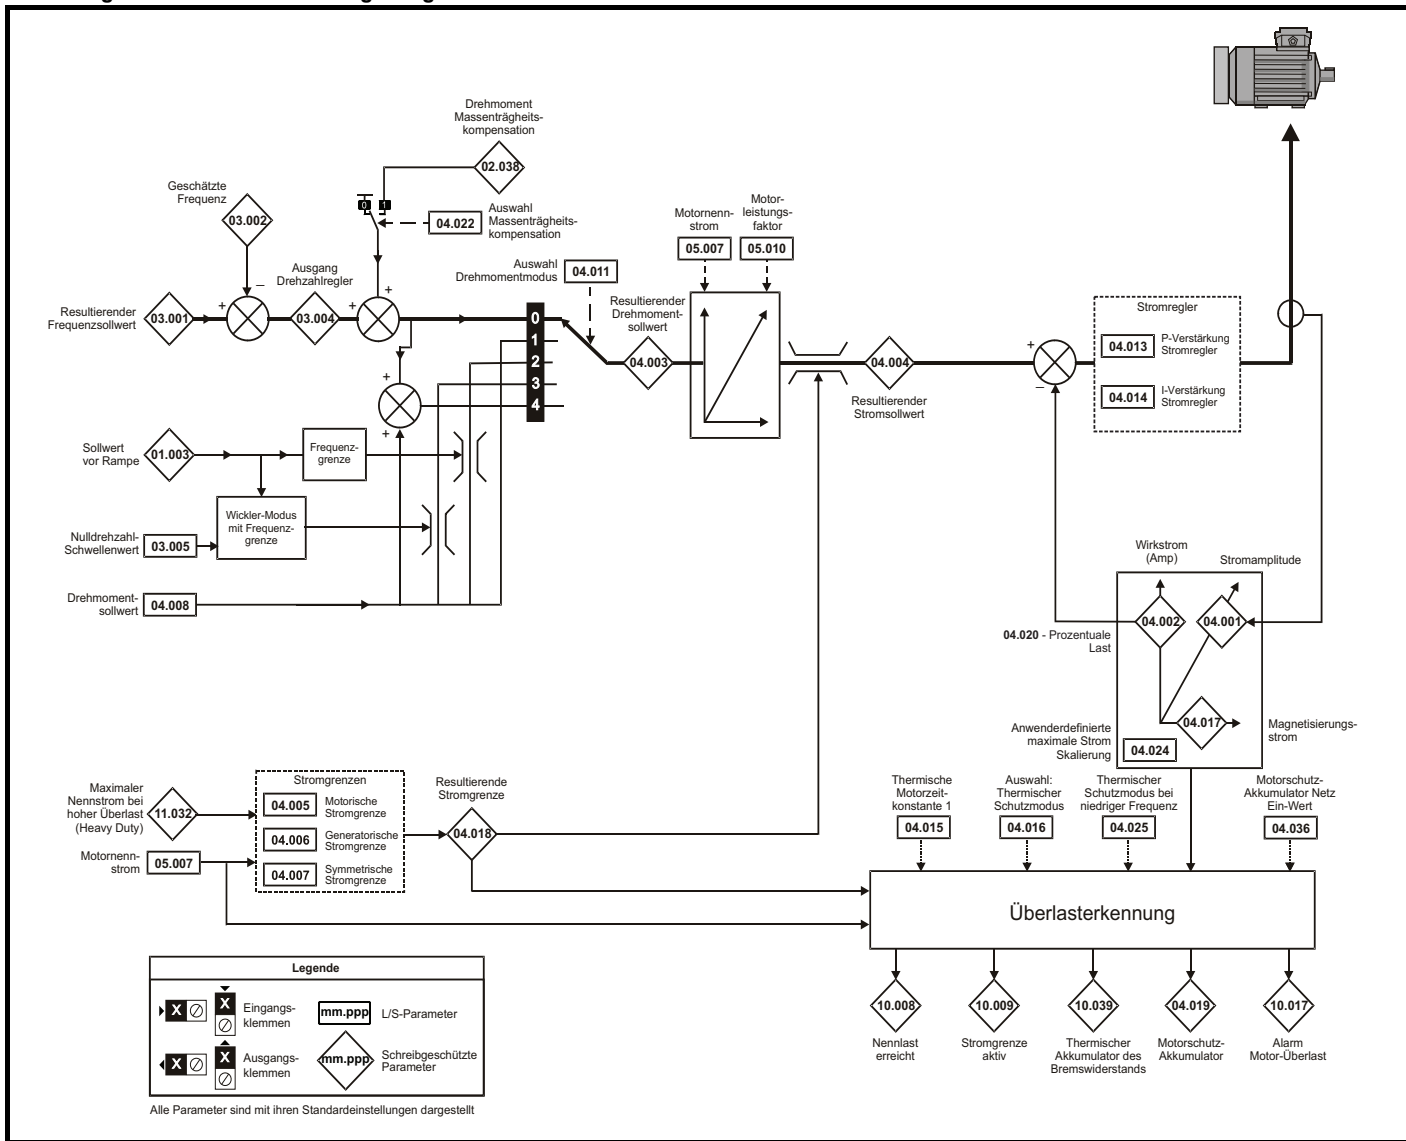 Drehmoment
Massenträgheits-
kompensation
02.038
Geschätzte
Frequenz
03.002
0 1
04.022
Auswahl
Massenträgheits-
kompensation
Ausgang
Drehzahlregler
Auswahl
Drehmomentmodus
04.011
Resultierender
Frequenzsollwert
03.001
+
–
03.004
+
+
0
1
2
3
4
Resultierender
Drehmoment-
sollwert
04.003
Motornenn-
strom
05.007
Motor-
leistungs-
faktor
05.010
04.004
Resultierender
Stromsollwert
+
–
Stromregler
04.013
P-Verstärkung
Stromregler
04.014
I-Verstärkung
Stromregler
+
+
Sollwert
vor Rampe
01.003
Frequenz-
grenze
Wickler-Modus
mit Frequenz-
grenze
Nulldrehzahl-
Schwellenwert
03.005
Drehmoment-
sollwert
04.008
Wirkstrom
(Amp)
Stromamplitude
04.002
04.001
04.020 - Prozentuale
Last
04.017
Magnetisierungs-
strom
Anwenderdefinierte
maximale Strom
Skalierung
04.024
Maximaler
Nennstrom bei
hoher Überlast
(Heavy Duty)
11.032
Motornenn-
strom
05.007
Stromgrenzen
04.005
Motorische
Stromgrenze
04.006
Generatorische
Stromgrenze
04.007
Symmetrische
Stromgrenze
Resultierende
Stromgrenze
04.018
Thermische
Motorzeit-
konstante 1
04.015
Auswahl:
Thermischer
Schutzmodus
04.016
Thermischer
Schutzmodus bei
niedriger Frequenz
04.025
Motorschutz-
Akkumulator Netz
Ein-Wert
04.036
Überlasterkennung
10.008
Nennlast
erreicht
10.009
Stromgrenze
aktiv
10.039
Thermischer
Akkumulator des
Bremswiderstands
04.019
Motorschutz-
Akkumulator
10.017
Alarm
Motor-Überlast
Legende
X
X
Eingangs-
klemmen
mm.ppp
L/S-Parameter
X
X
Ausgangs-
klemmen
mm.ppp
Schreibgeschützte
Parameter
Alle Parameter sind mit ihren Standardeinstellungen dargestellt